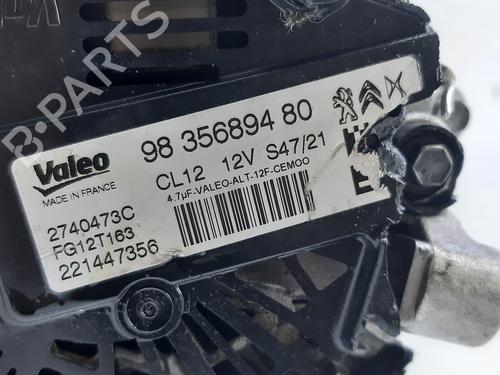 Valeo
MADE IN FRANCE
98 356894 80
CL12 12V S47/21
4.7µF-VALEO-ALT-12F-CEMOO
2740473C
FG12T163
221447356
B-PARTS